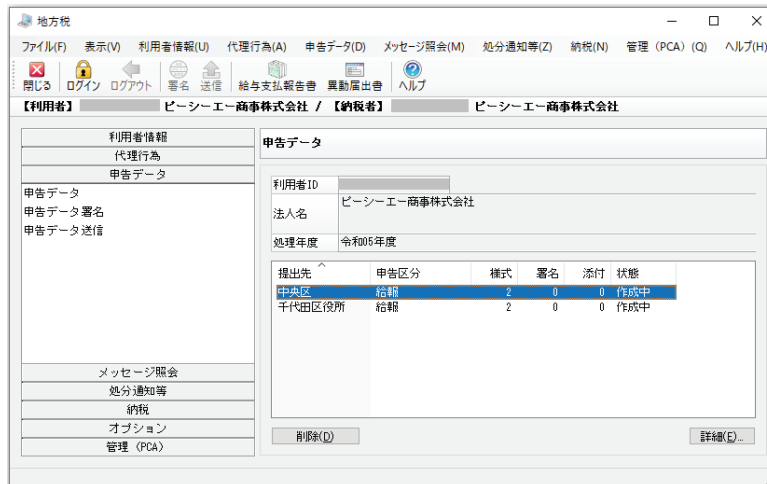 地方税
ファイル(F) 表示(V) 利用者情報(U) 代理行為(A) 申告データ(D) メッセージ照会(M) 処分通知等(Z) 納税(N) 管理（PCA）(Q) ヘルプ(H)
閉じる ログイン ログアウト 署名 送信 給与支払報告書 異動届出書 ヘルプ
【利用者】 ピーシーエー商事株式会社 / 【納税者】 ピーシーエー商事株式会社
利用者情報
代理行為
申告データ
申告データ
申告データ署名
申告データ送信
メッセージ照会
処分通知等
納税
オプション
管理（PCA）
申告データ
利用者ID
法人名 ピーシーエー商事株式会社
処理年度 令和05年度
提出先 申告区分 様式 署名 添付 状態
中央区 給報 2 0 0 作成中
千代田区役所 給報 2 0 0 作成中
削除(D) 詳細(E)...